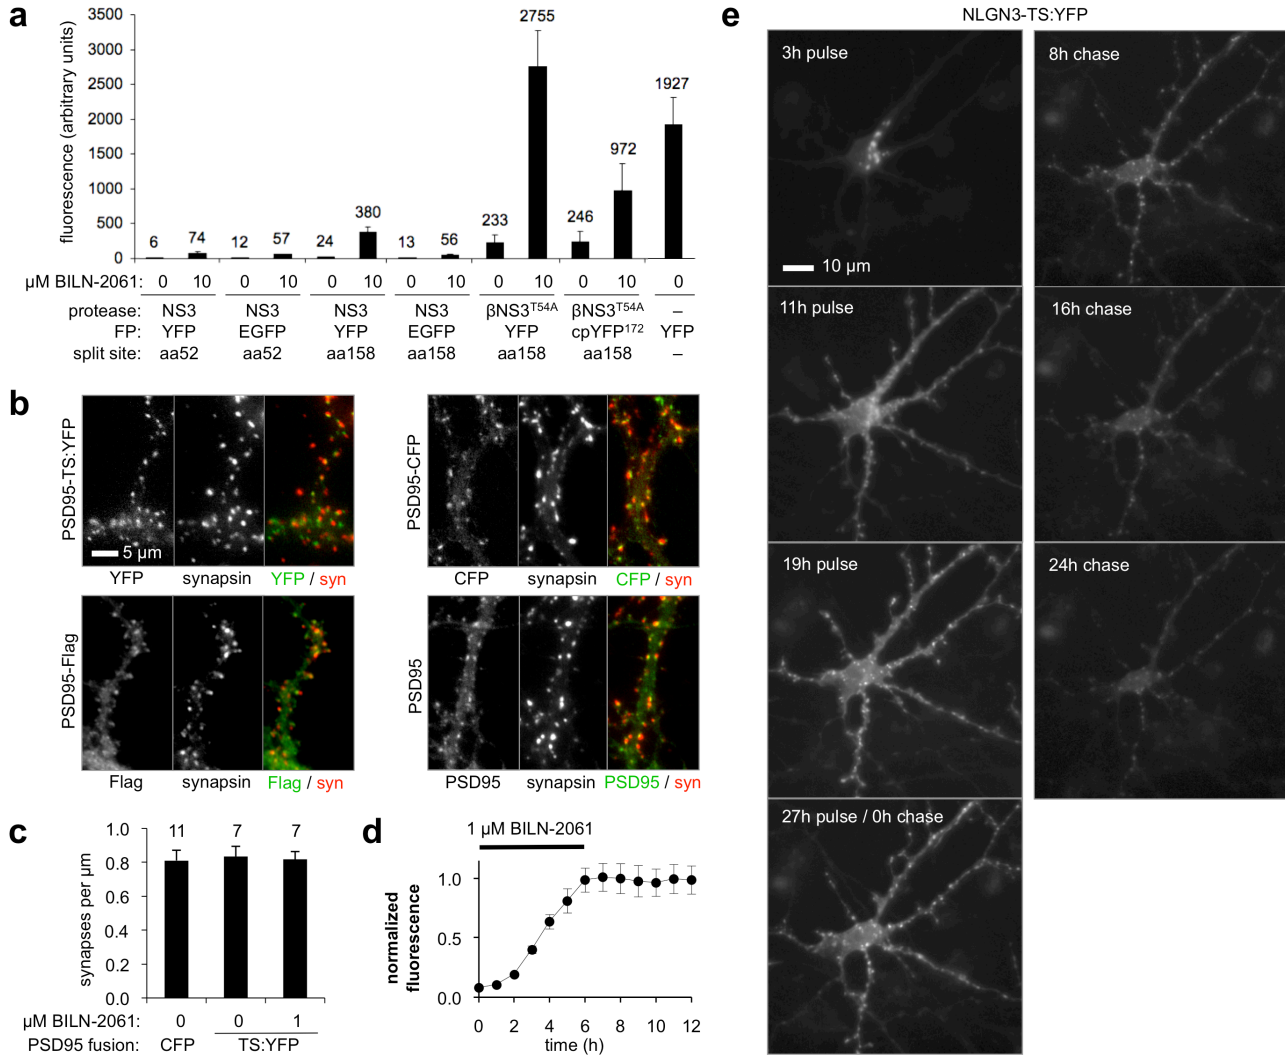 a
fluorescence (arbitrary units)
3500
3000
2500
2000
1500
1000
500
0
6 74 12 57 24 380 13 56 233 2755 246 972 1927
µM BILN-2061: 0 10 0 10 0 10 0 10 0 10 0 10 0
protease: NS3 NS3 NS3 NS3 βNS3T54A βNS3T54A –
FP: YFP EGFP YFP EGFP YFP cpYFP172 YFP
split site: aa52 aa52 aa158 aa158 aa158 aa158 –
b
PSD95-TS:YFP
5 µm
YFP synapsin YFP / syn
PSD95-CFP
CFP synapsin CFP / syn
PSD95-Flag
Flag synapsin Flag / syn
PSD95
PSD95 synapsin PSD95 / syn
c
synapses per µm
1.0
0.8
0.6
0.4
0.2
0.0
11 7 7
µM BILN-2061: 0 0 1
PSD95 fusion: CFP TS:YFP
d
1 µM BILN-2061
normalized
fluorescence
1.0
0.5
0.0
0 2 4 6 8 10 12
time (h)
e
NLGN3-TS:YFP
3h pulse
10 µm
8h chase
11h pulse
16h chase
19h pulse
24h chase
27h pulse / 0h chase